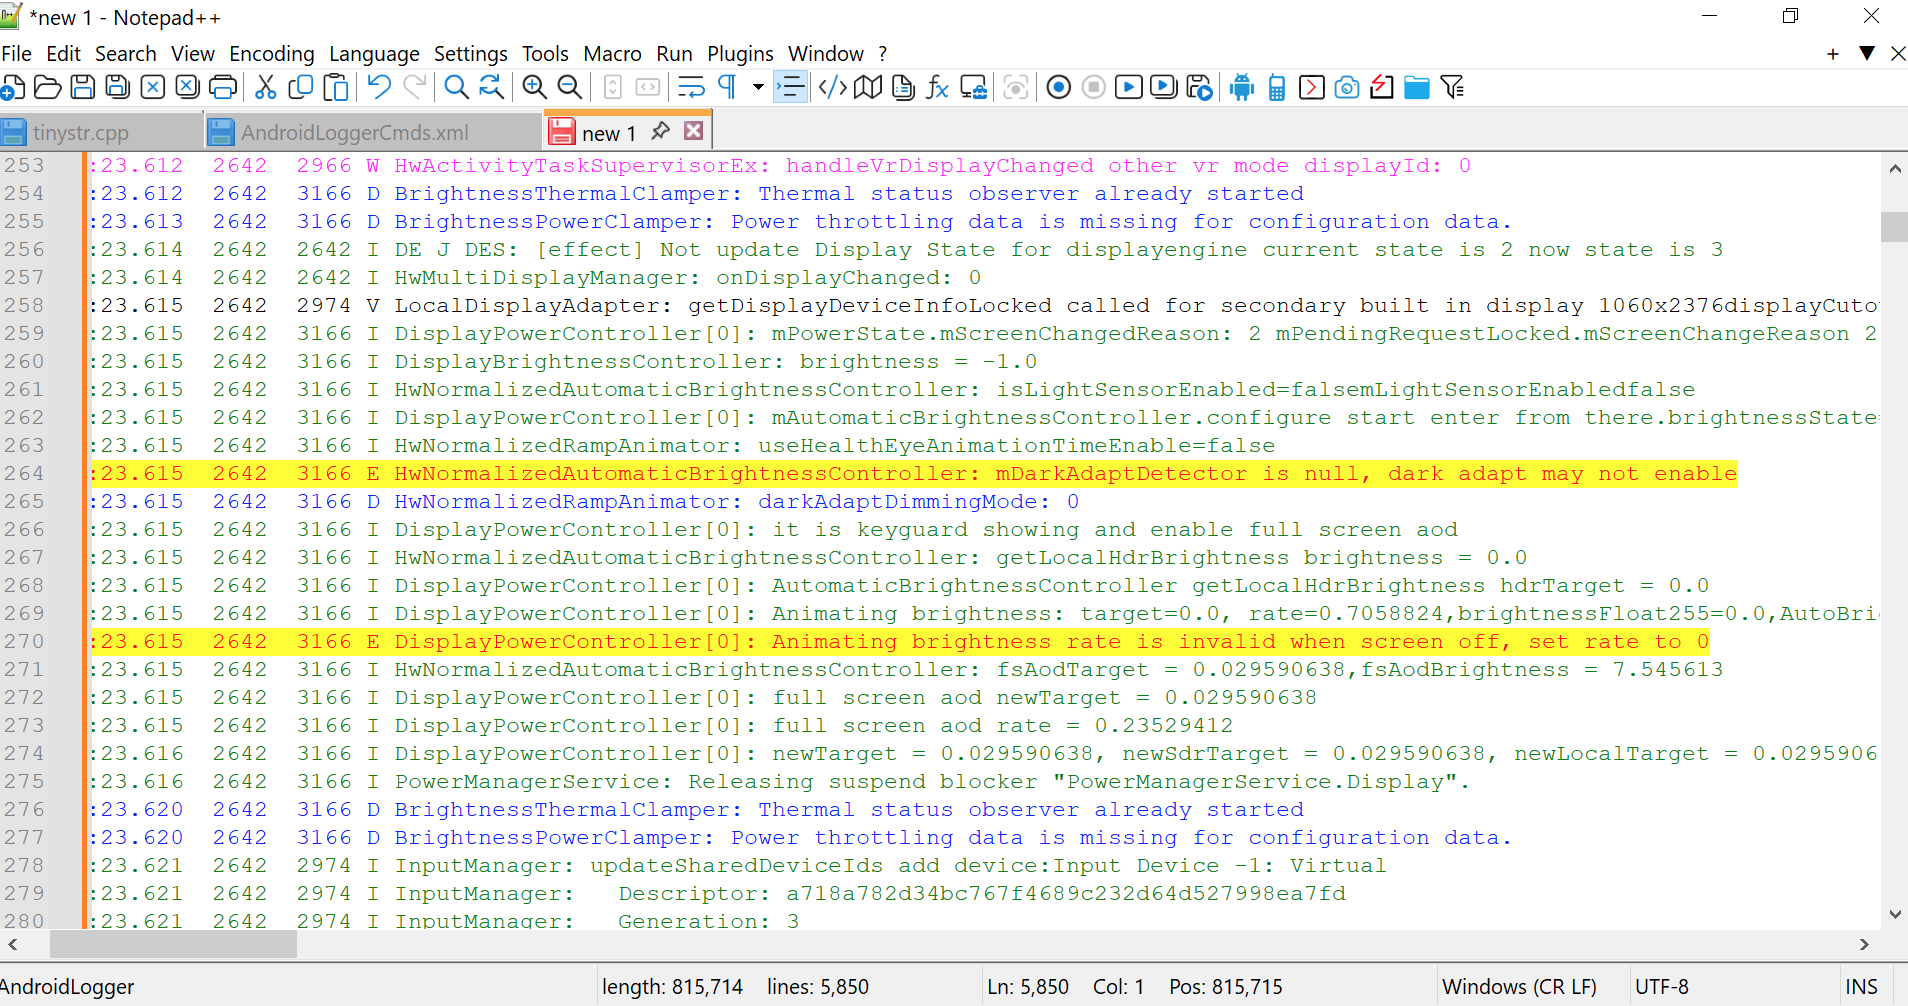 *new 1 - Notepad++
File Edit Search View Encoding Language Settings Tools Macro Run Plugins Window ?
tinystr.cpp AndroidLoggerCmds.xml new 1
253 :23.612 2642 2966 W HwActivityTaskSupervisorEx: handleVrDisplayChanged other vr mode displayId: 0
254 :23.612 2642 3166 D BrightnessThermalClamper: Thermal status observer already started
255 :23.613 2642 3166 D BrightnessPowerClamper: Power throttling data is missing for configuration data.
256 :23.614 2642 2642 I DE J DES: [effect] Not update Display State for displayengine current state is 2 now state is 3
257 :23.614 2642 2642 I HwMultiDisplayManager: onDisplayChanged: 0
258 :23.615 2642 2974 V LocalDisplayAdapter: getDisplayDeviceInfoLocked called for secondary built in display 1060x2376displayCuto
259 :23.615 2642 3166 I DisplayPowerController[0]: mPowerState.mScreenChangedReason: 2 mPendingRequestLocked.mScreenChangeReason 2
260 :23.615 2642 3166 I DisplayBrightnessController: brightness = -1.0
261 :23.615 2642 3166 I HwNormalizedAutomaticBrightnessController: isLightSensorEnabled=falsemLightSensorEnabledfalse
262 :23.615 2642 3166 I DisplayPowerController[0]: mAutomaticBrightnessController.configure start enter from there.brightnessState=
263 :23.615 2642 3166 I HwNormalizedRampAnimator: useHealthEyeAnimationTimeEnable=false
264 :23.615 2642 3166 E HwNormalizedAutomaticBrightnessController: mDarkAdaptDetector is null, dark adapt may not enable
265 :23.615 2642 3166 D HwNormalizedRampAnimator: darkAdaptDimmingMode: 0
266 :23.615 2642 3166 I DisplayPowerController[0]: it is keyguard showing and enable full screen aod
267 :23.615 2642 3166 I HwNormalizedAutomaticBrightnessController: getLocalHdrBrightness brightness = 0.0
268 :23.615 2642 3166 I DisplayPowerController[0]: AutomaticBrightnessController getLocalHdrBrightness hdrTarget = 0.0
269 :23.615 2642 3166 I DisplayPowerController[0]: Animating brightness: target=0.0, rate=0.7058824,brightnessFloat255=0.0,AutoBri
270 :23.615 2642 3166 E DisplayPowerController[0]: Animating brightness rate is invalid when screen off, set rate to 0
271 :23.615 2642 3166 I HwNormalizedAutomaticBrightnessController: fsAodTarget = 0.029590638,fsAodBrightness = 7.545613
272 :23.615 2642 3166 I DisplayPowerController[0]: full screen aod newTarget = 0.029590638
273 :23.615 2642 3166 I DisplayPowerController[0]: full screen aod rate = 0.23529412
274 :23.616 2642 3166 I DisplayPowerController[0]: newTarget = 0.029590638, newSdrTarget = 0.029590638, newLocalTarget = 0.0295906
275 :23.616 2642 3166 I PowerManagerService: Releasing suspend blocker "PowerManagerService.Display".
276 :23.620 2642 3166 D BrightnessThermalClamper: Thermal status observer already started
277 :23.620 2642 3166 D BrightnessPowerClamper: Power throttling data is missing for configuration data.
278 :23.621 2642 2974 I InputManager: updateSharedDeviceIds add device:Input Device -1: Virtual
279 :23.621 2642 2974 I InputManager: Descriptor: a718a782d34bc767f4689c232d64d527998ea7fd
280 :23.621 2642 2974 I InputManager: Generation: 3
AndroidLogger length: 815,714 lines: 5,850 Ln: 5,850 Col: 1 Pos: 815,715 Windows (CR LF) UTF-8 INS